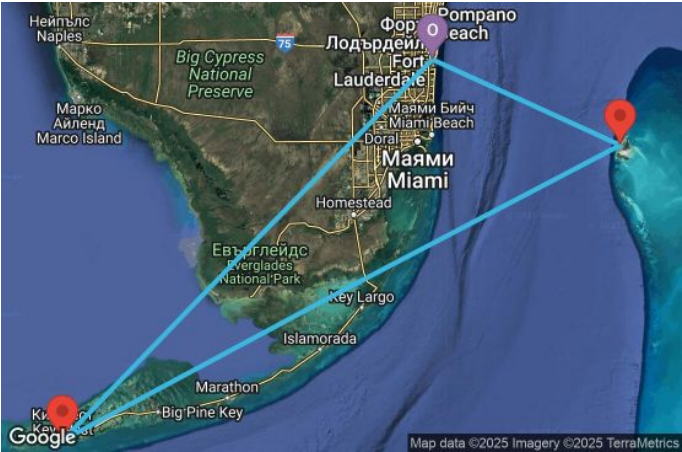 Нейпълс
Naples
75
Big Cypress
National
Preserve
Лодърдейл
Fort
Lauderdale
O
Pompano
Beach
Марко
Айленд
Marco Island
Маями Бийч
Miami Beach
Doral
Маями
Miami
Homestead
Евърглейдс
Everglades
National Park
Key Largo
Islamorada
Marathon
Big Pine Key
Google
Map data ©2025 Imagery ©2025 TerraMetrics